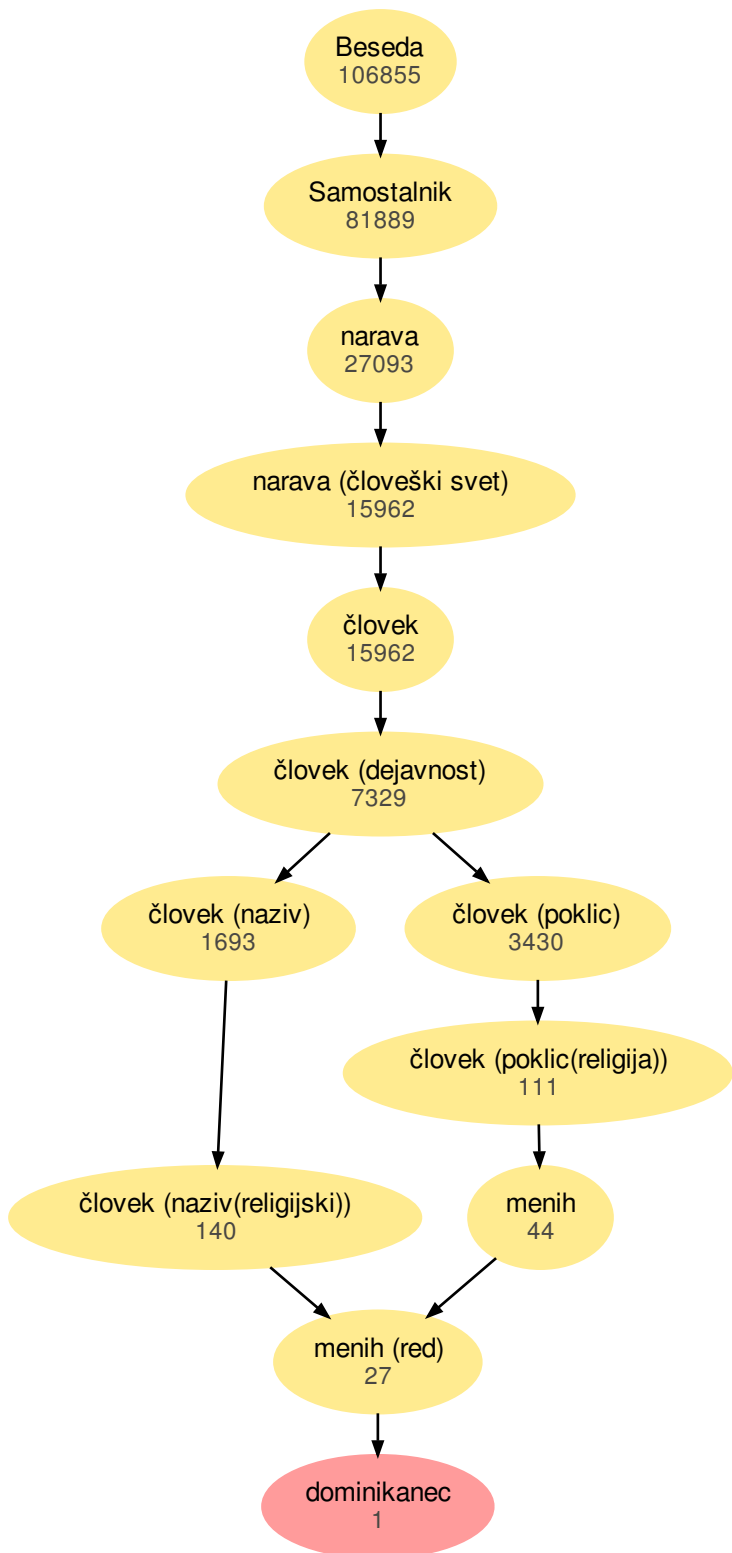 Beseda
106855
Samostalnik
81889
narava
27093
narava (človeški svet)
15962
človek
15962
človek (dejavnost)
7329
človek (naziv)
1693
človek (poklic)
3430
človek (poklic(religija))
111
človek (naziv(religijski))
140
menih
44
menih (red)
27
dominikanec
1